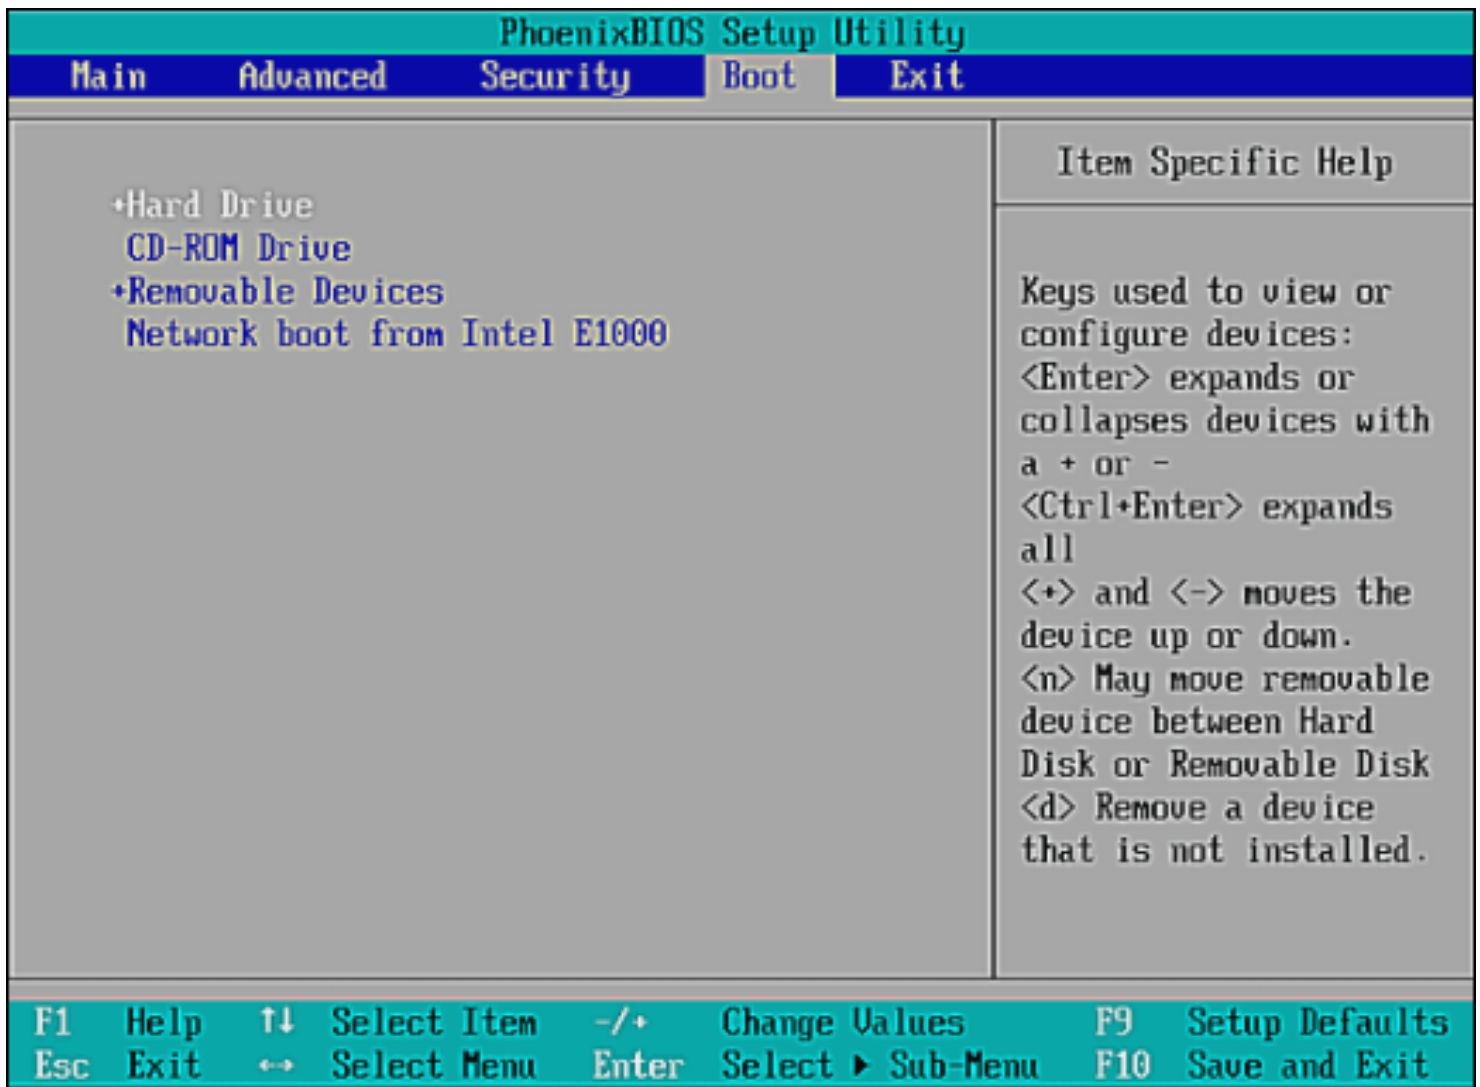 PhoenixBIOS Setup Utility
Main Advanced Security Boot Exit
+Hard Drive
CD-ROM Drive
+Removable Devices
Network boot from Intel E1000
Item Specific Help
Keys used to view or
configure devices:
<Enter> expands or
collapses devices with
a + or -
<Ctrl+Enter> expands
all
<+> and <-> moves the
device up or down.
<n> May move removable
device between Hard
Disk or Removable Disk
<d> Remove a device
that is not installed.
F1 Help ↑↓ Select Item -/+ Change Values F9 Setup Defaults
Esc Exit ↔ Select Menu Enter Select ▶ Sub-Menu F10 Save and Exit